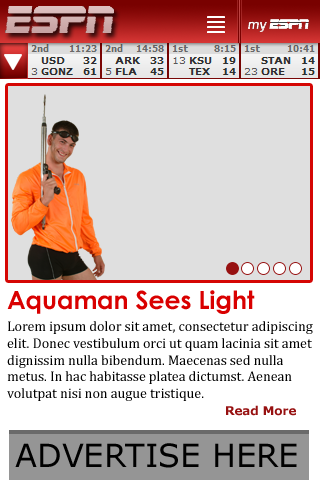 ESPN
my ESPN
2nd 11:23
USD 32
3 GONZ 61
2nd 14:58
ARK 33
5 FLA 45
1st 8:15
13 KSU 19
TEX 14
1st 10:41
STAN 14
23 ORE 15
Aquaman Sees Light
Lorem ipsum dolor sit amet, consectetur adipiscing
elit. Donec vestibulum orci ut quam lacinia sit amet
dignissim nulla bibendum. Maecenas sed nulla
metus. In hac habitasse platea dictumst. Aenean
volutpat nisi non augue tristique.
Read More
ADVERTISE HERE